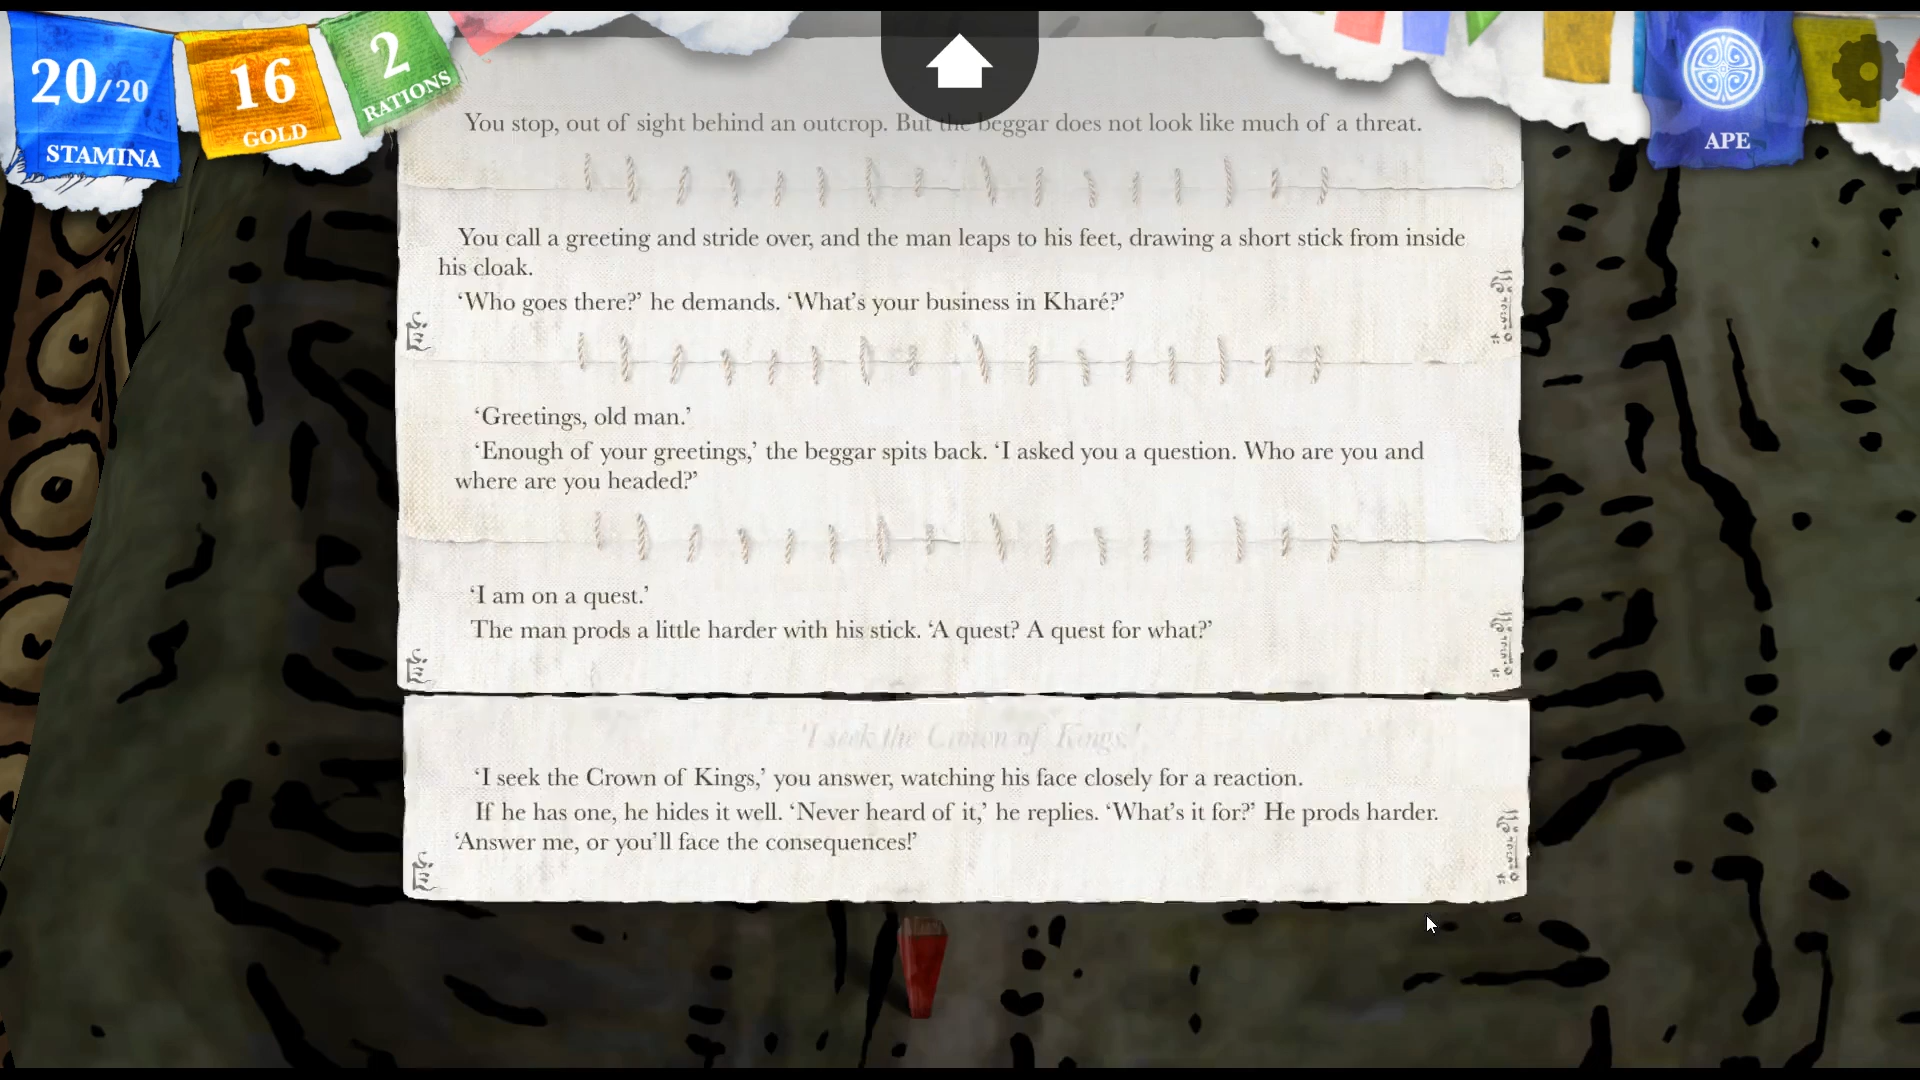 20/20
STAMINA
16
GOLD
2
RATIONS
APE
You stop, out of sight behind an outcrop. But the beggar does not look like much of a threat.
You call a greeting and stride over, and the man leaps to his feet, drawing a short stick from inside
his cloak.
‘Who goes there?’ he demands. ‘What’s your business in Kharé?’
‘Greetings, old man.’
‘Enough of your greetings,’ the beggar spits back. ‘I asked you a question. Who are you and
where are you headed?’
‘I am on a quest.’
The man prods a little harder with his stick. ‘A quest? A quest for what?’
'I seek the Crown of Kings.'
‘I seek the Crown of Kings,’ you answer, watching his face closely for a reaction.
If he has one, he hides it well. ‘Never heard of it,’ he replies. ‘What’s it for?’ He prods harder.
‘Answer me, or you’ll face the consequences!’